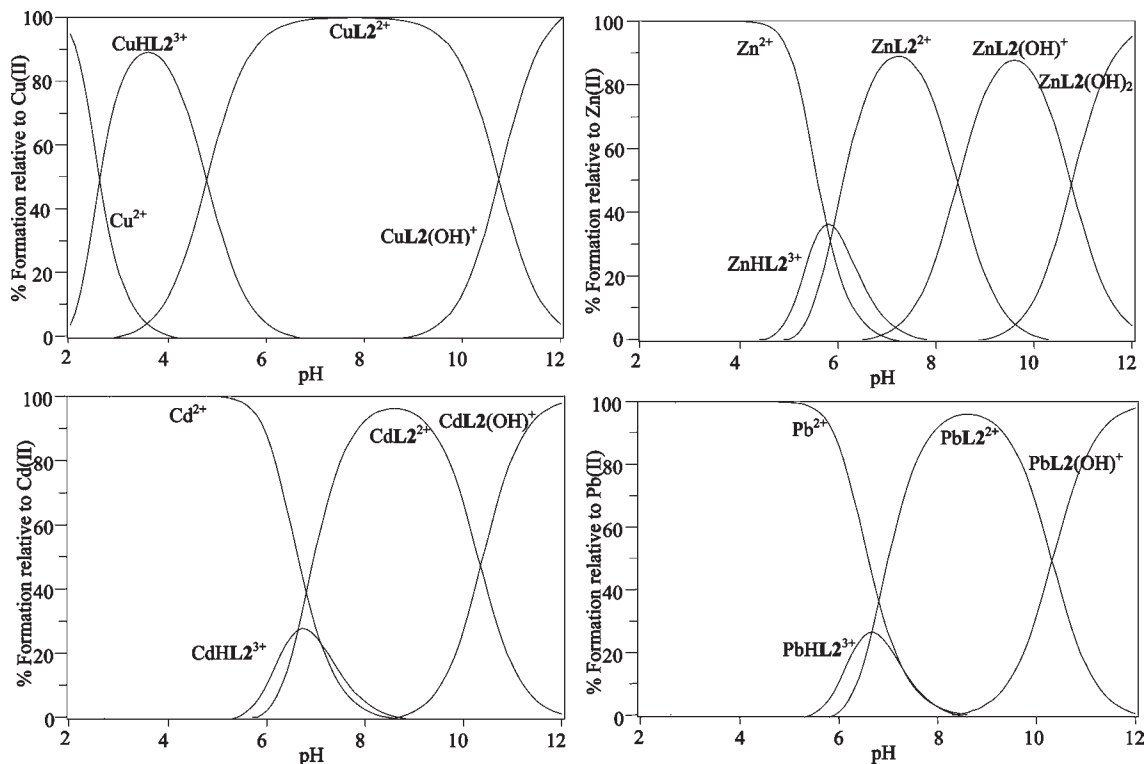 % Formation relative to Cu(II)
100
80
60
40
20
0
CuHL2³⁺
CuL2²⁺
Cu²⁺
CuL2(OH)⁺
2 4 6 8 10 12
pH
% Formation relative to Zn(II)
100
80
60
40
20
0
Zn²⁺
ZnL2²⁺
ZnL2(OH)⁺
ZnL2(OH)₂
ZnHL2³⁺
2 4 6 8 10 12
pH
% Formation relative to Cd(II)
100
80
60
40
20
0
Cd²⁺
CdL2²⁺
CdL2(OH)⁺
CdHL2³⁺
2 4 6 8 10 12
pH
% Formation relative to Pb(II)
100
80
60
40
20
0
Pb²⁺
PbL2²⁺
PbL2(OH)⁺
PbHL2³⁺
2 4 6 8 10 12
pH